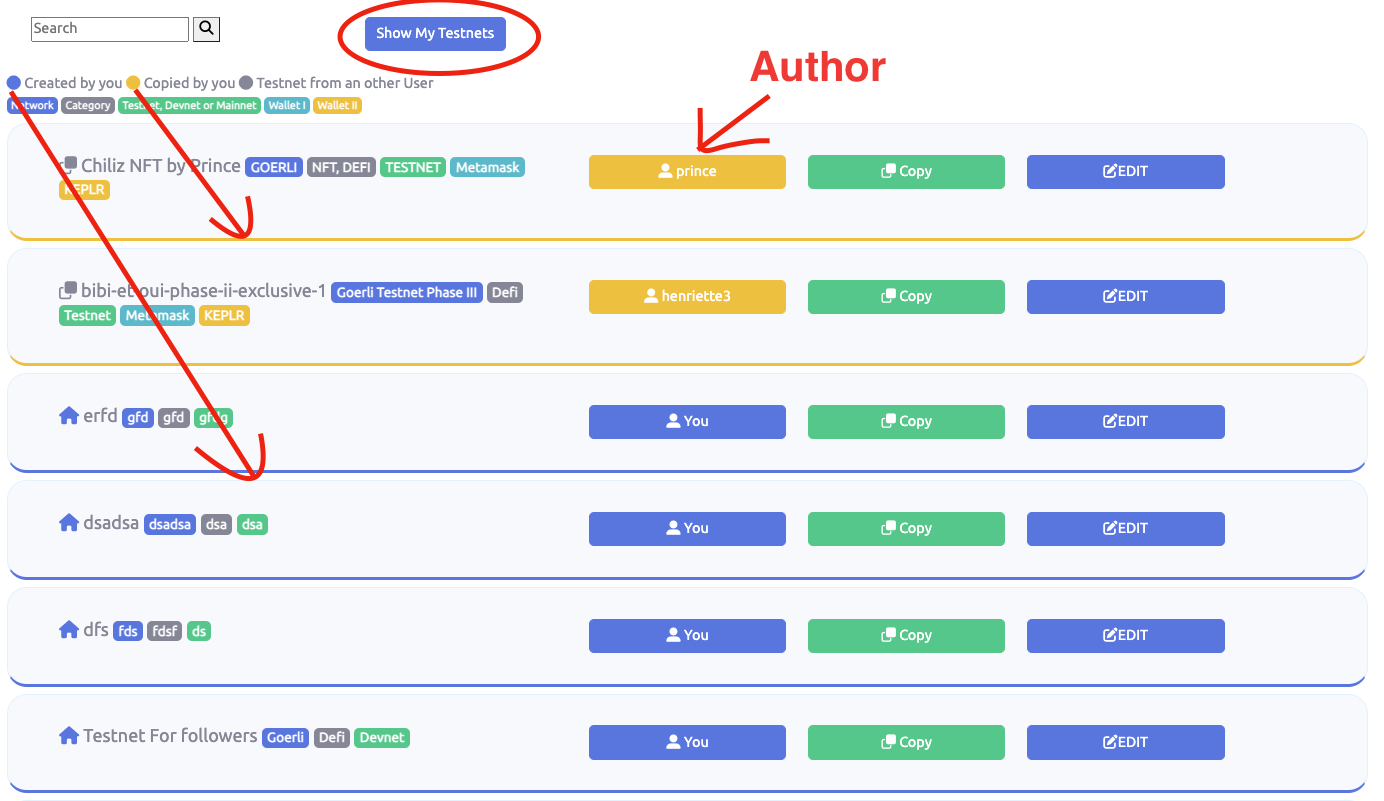 Search
Show My Testnets
Author
Created by you Copied by you Testnet from an other User
Network Category Testnet, Devnet or Mainnet Wallet I Wallet II
Chiliz NFT by Prince GOERLI NFT, DEFI TESTNET Metamask
KEPLR
prince Copy EDIT
bibi-et-oui-phase-ii-exclusive-1 Goerli Testnet Phase III Defi
Testnet Metamask KEPLR
henriette3 Copy EDIT
erfd gfd gfd
You Copy EDIT
dsadsa dsadsa dsa dsa
You Copy EDIT
dfs fds fdsf ds
You Copy EDIT
Testnet For followers Goerli Defi Devnet
You Copy EDIT